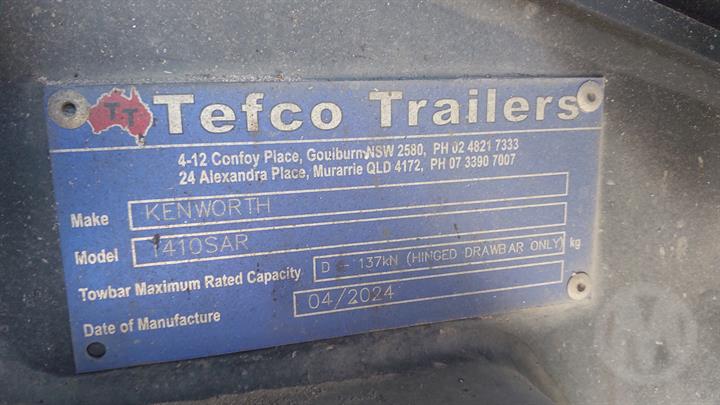 TT Tefco Trailers
4-12 Confoy Place, Goulburn NSW 2580, PH 02 4821 7333
24 Alexandra Place, Murarrie QLD 4172, PH 07 3390 7007
Make KENWORTH
Model T410SAR
Towbar Maximum Rated Capacity D - 137kN (HINGED DRAWBAR ONLY) kg
Date of Manufacture 04/2024
M